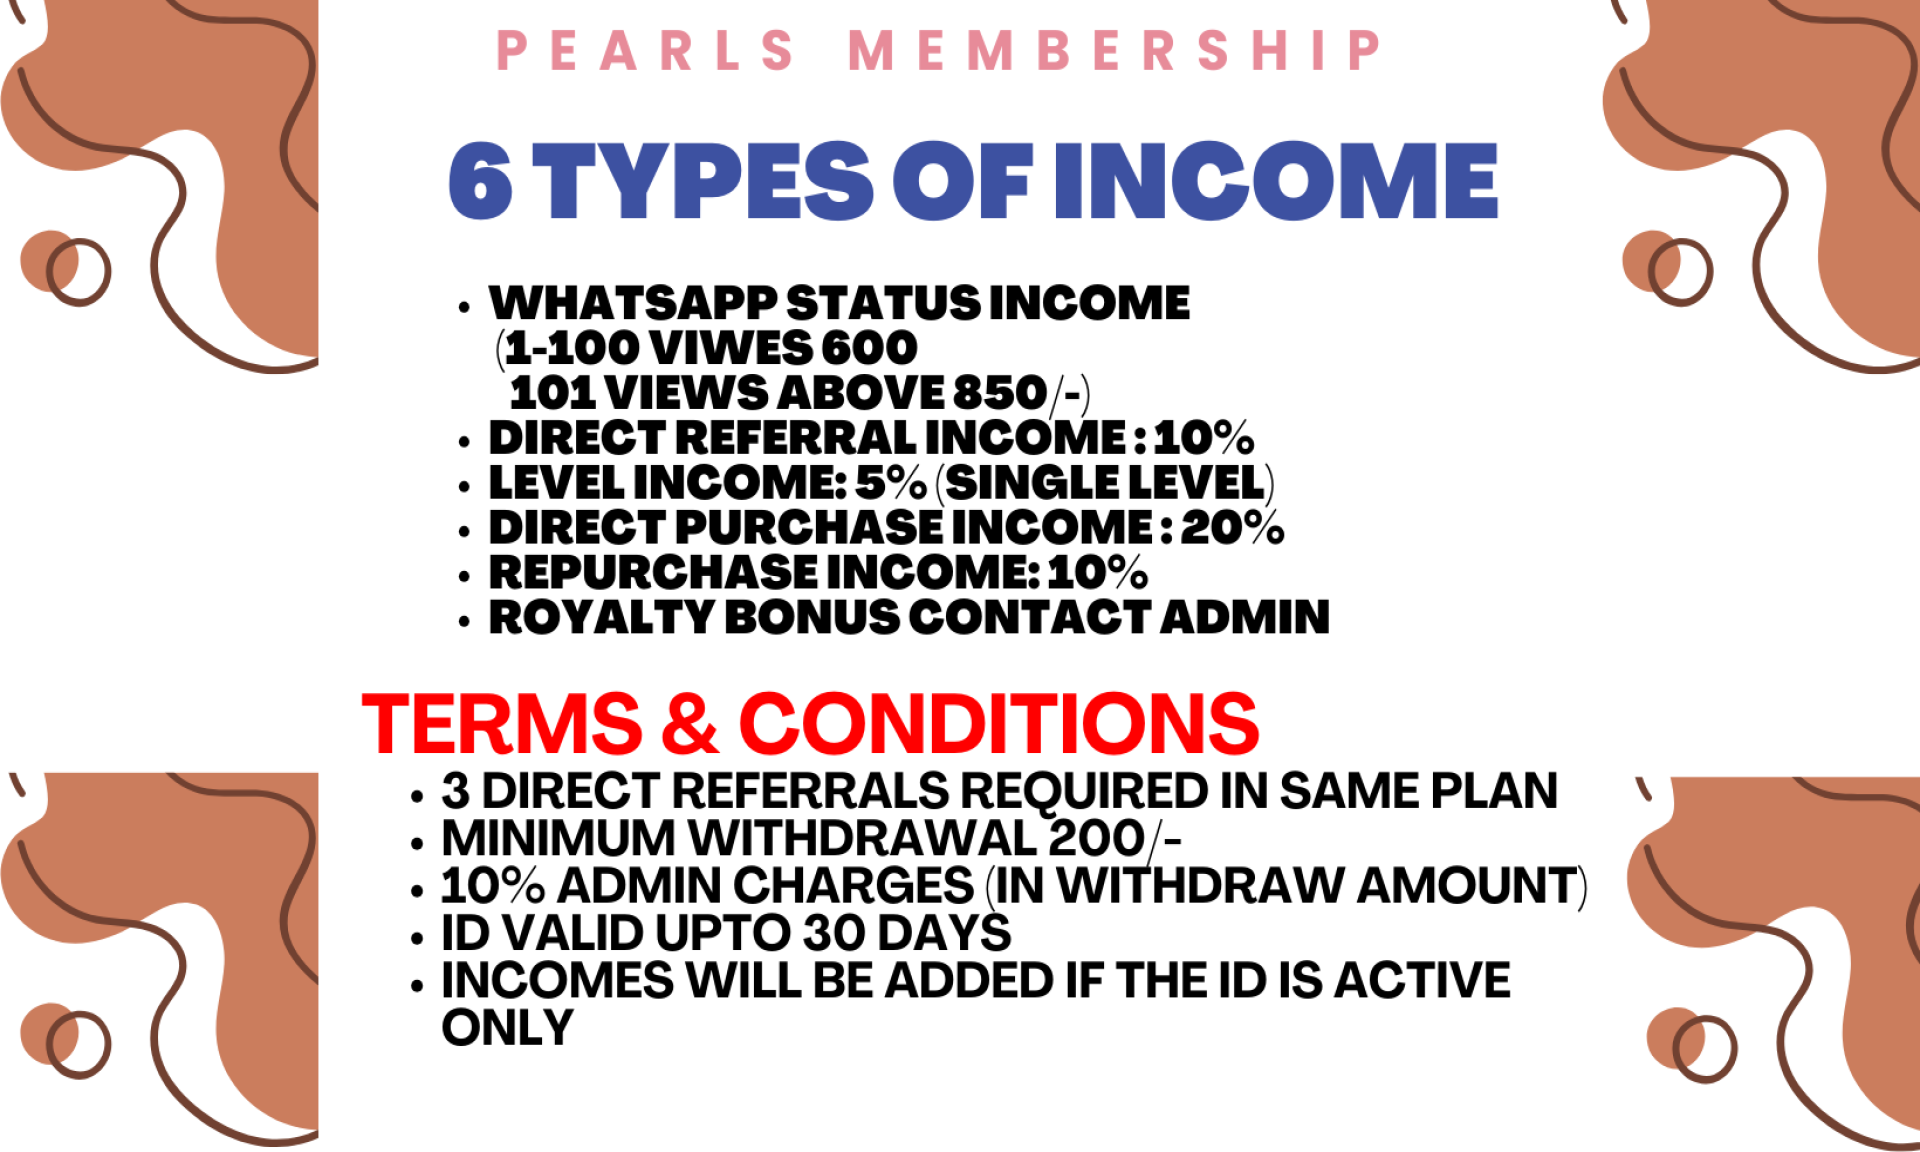 PEARLS MEMBERSHIP
6 TYPES OF INCOME
• WHATSAPP STATUS INCOME
(1-100 VIWES 600
101 VIEWS ABOVE 850/-)
• DIRECT REFERRAL INCOME : 10%
• LEVEL INCOME: 5% (SINGLE LEVEL)
• DIRECT PURCHASE INCOME : 20%
• REPURCHASE INCOME: 10%
• ROYALTY BONUS CONTACT ADMIN
TERMS & CONDITIONS
• 3 DIRECT REFERRALS REQUIRED IN SAME PLAN
• MINIMUM WITHDRAWAL 200/-
• 10% ADMIN CHARGES (IN WITHDRAW AMOUNT)
• ID VALID UPTO 30 DAYS
• INCOMES WILL BE ADDED IF THE ID IS ACTIVE
ONLY